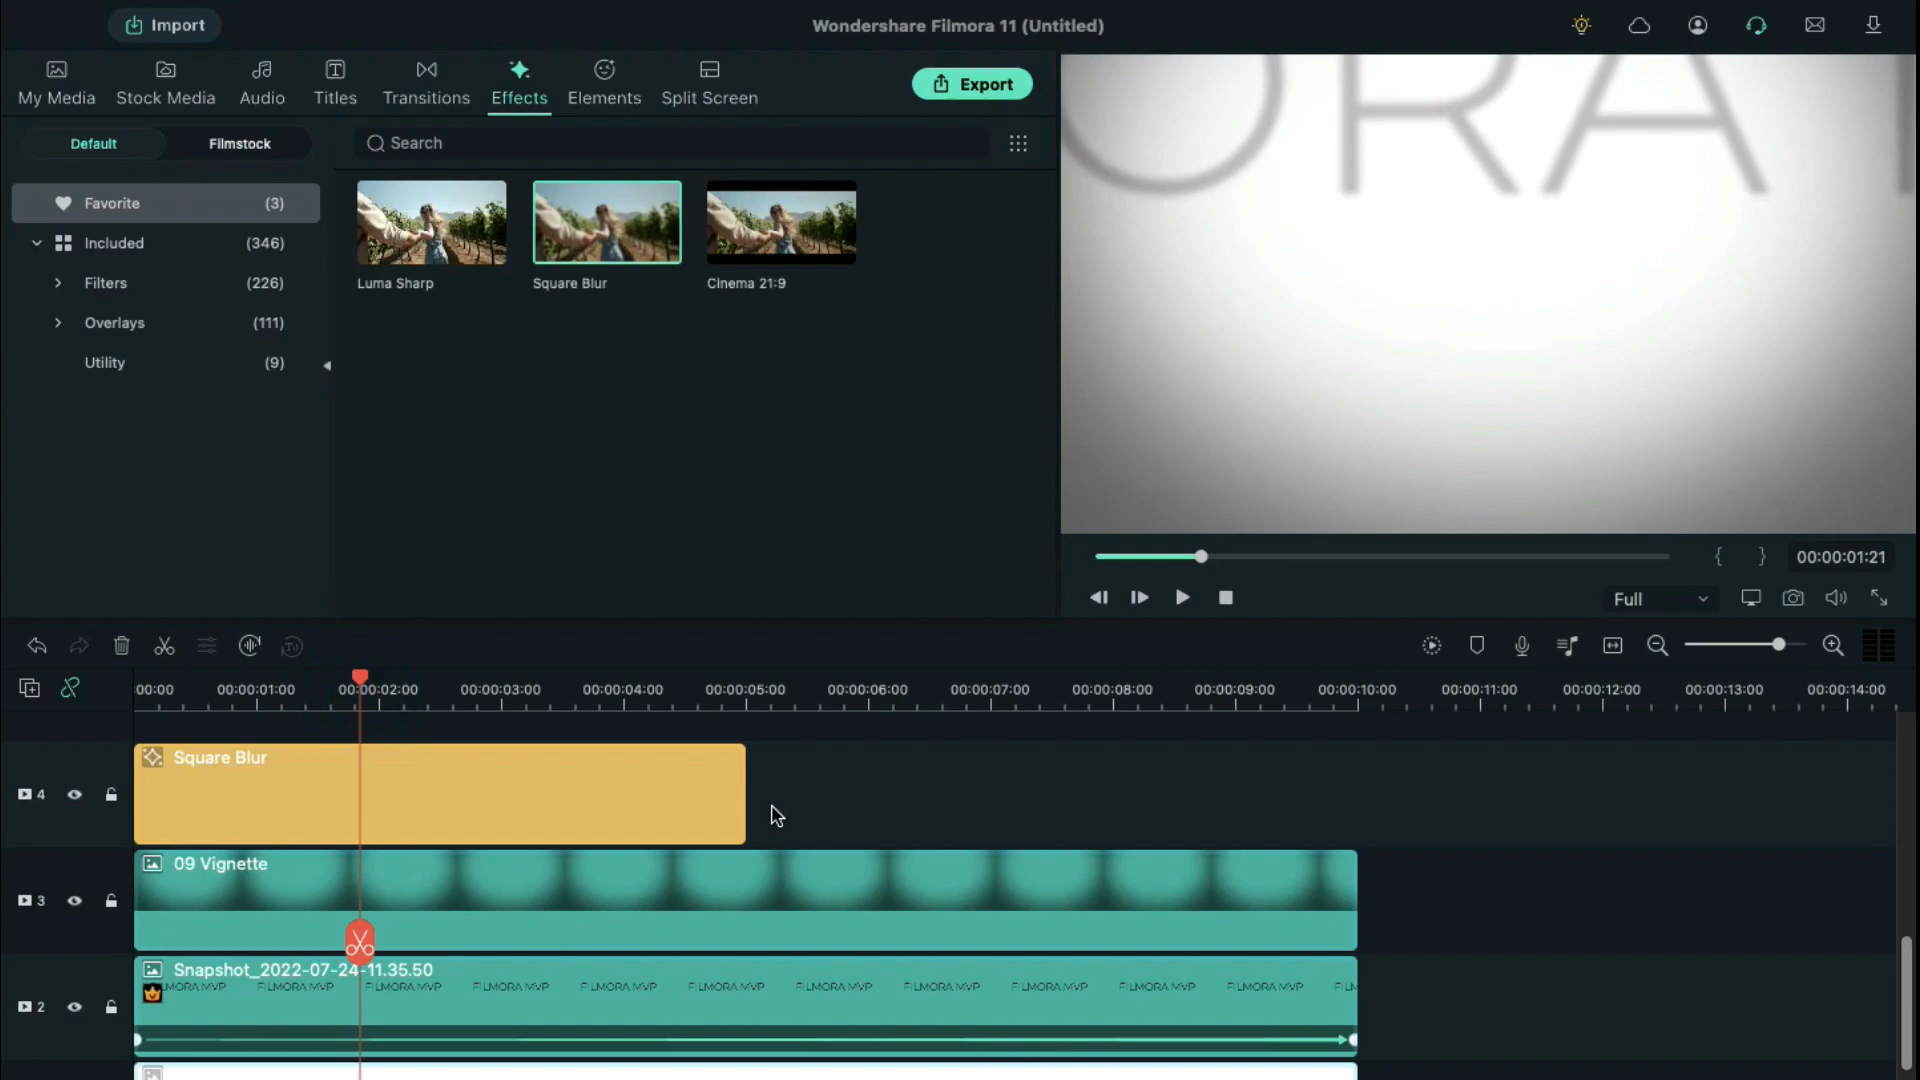 Import
Wondershare Filmora 11 (Untitled)
My Media
Stock Media
Audio
Titles
Transitions
Effects
Elements
Split Screen
Export
Default
Filmstock
Search
Favorite (3)
Included (346)
Filters (226)
Overlays (111)
Utility (9)
Luma Sharp
Square Blur
Cinema 21:9
ORA
{ } 00:00:01:21
Full
:00:00 00:00:01:00 00:00:02:00 00:00:03:00 00:00:04:00 00:00:05:00 00:00:06:00 00:00:07:00 00:00:08:00 00:00:09:00 00:00:10:00 00:00:11:00 00:00:12:00 00:00:13:00 00:00:14:00
Square Blur
4
09 Vignette
3
Snapshot_2022-07-24-11.35.50
LMORA MVP FILMORA MVP FILMORA MVP FILMORA MVP FILMORA MVP FILMORA MVP FILMORA MVP FILMORA MVP FILMORA MVP FILMORA MVP FILMORA MVP FILM
2